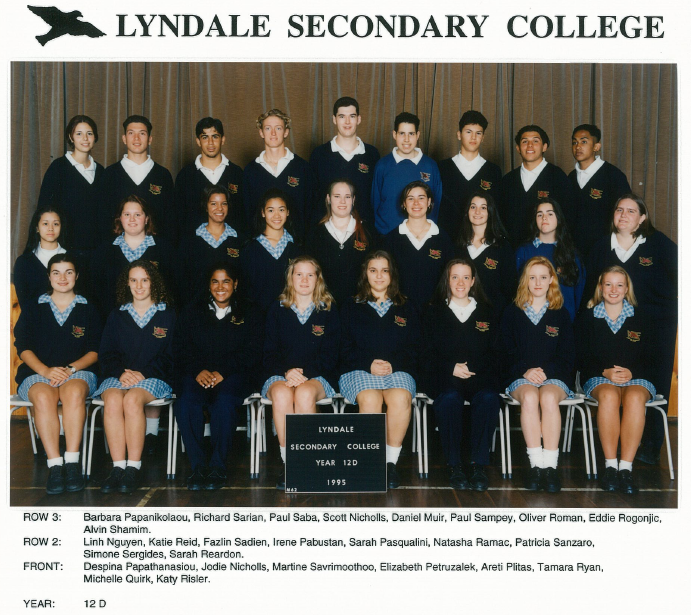 LYNDALE SECONDARY COLLEGE
LYNDALE
SECONDARY COLLEGE
YEAR 12D
1995
M42
ROW 3: Barbara Papanikolaou, Richard Sarian, Paul Saba, Scott Nicholls, Daniel Muir, Paul Sampey, Oliver Roman, Eddie Rogonjic,
Alvin Shamim.
ROW 2: Linh Nguyen, Katie Reid, Fazlin Sadien, Irene Pabustan, Sarah Pasqualini, Natasha Ramac, Patricia Sanzaro,
Simone Sergides, Sarah Reardon.
FRONT: Despina Papathanasiou, Jodie Nicholls, Martine Savrimoothoo, Elizabeth Petruzalek, Areti Plitas, Tamara Ryan,
Michelle Quirk, Katy Risler.
YEAR: 12 D